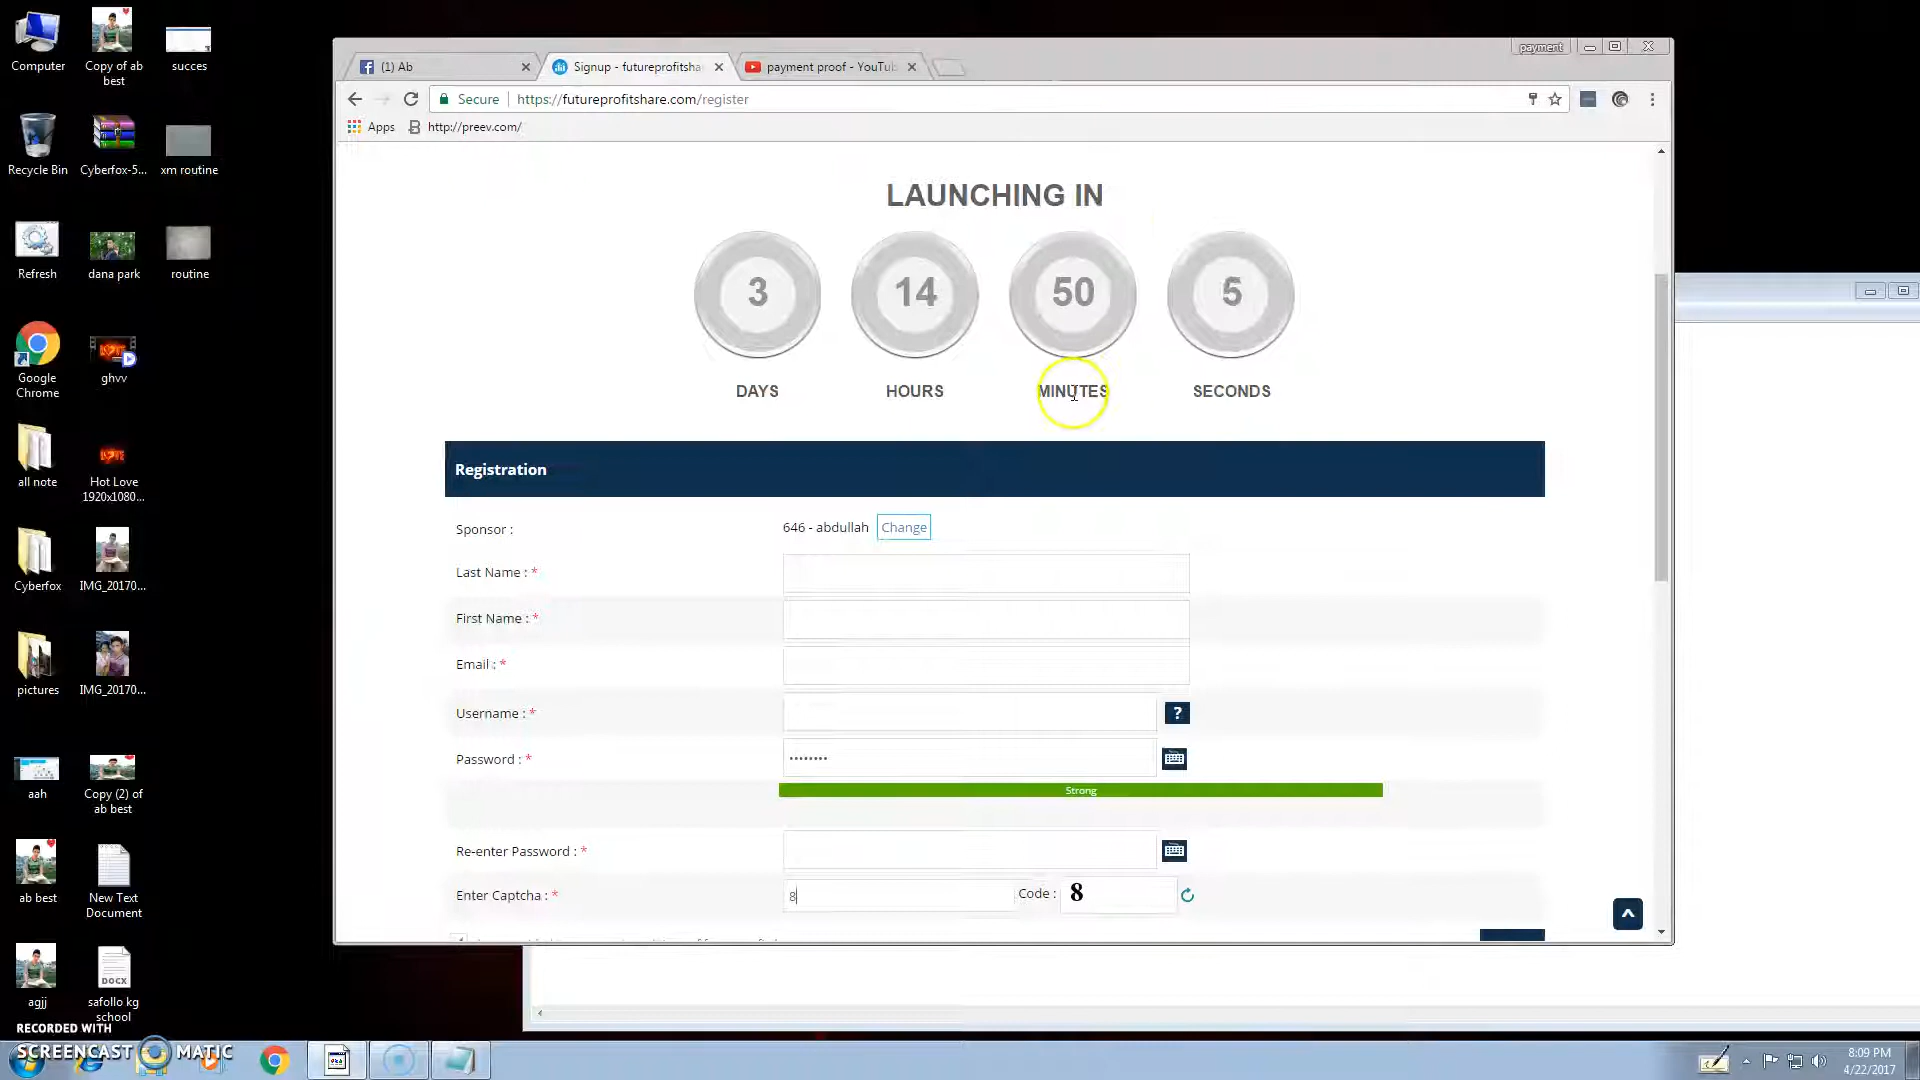 Computer
Copy of ab best
succes
Recycle Bin
Cyberfox-5...
xm routine
Refresh
dana park
routine
Google Chrome
ghvv
all note
Hot Love 1920x1080...
Cyberfox
IMG_20170...
pictures
IMG_20170...
aah
Copy (2) of ab best
ab best
New Text Document
agjj
DOCX
safollo kg school
RECORDED WITH
SCREENCAST MATIC
payment
(1) Ab
Signup - futureprofitsha
payment proof - YouTub
Secure
https://futureprofitshare.com/register
Apps
http://preev.com/
LAUNCHING IN
3 14 50 5
DAYS HOURS MINUTES SECONDS
Registration
Sponsor : 646 - abdullah Change
Last Name : *
First Name : *
Email : *
Username : * ?
Password : * ••••••••
Strong
Re-enter Password : *
Enter Captcha : * 8 Code : 8
8:09 PM
4/22/2017